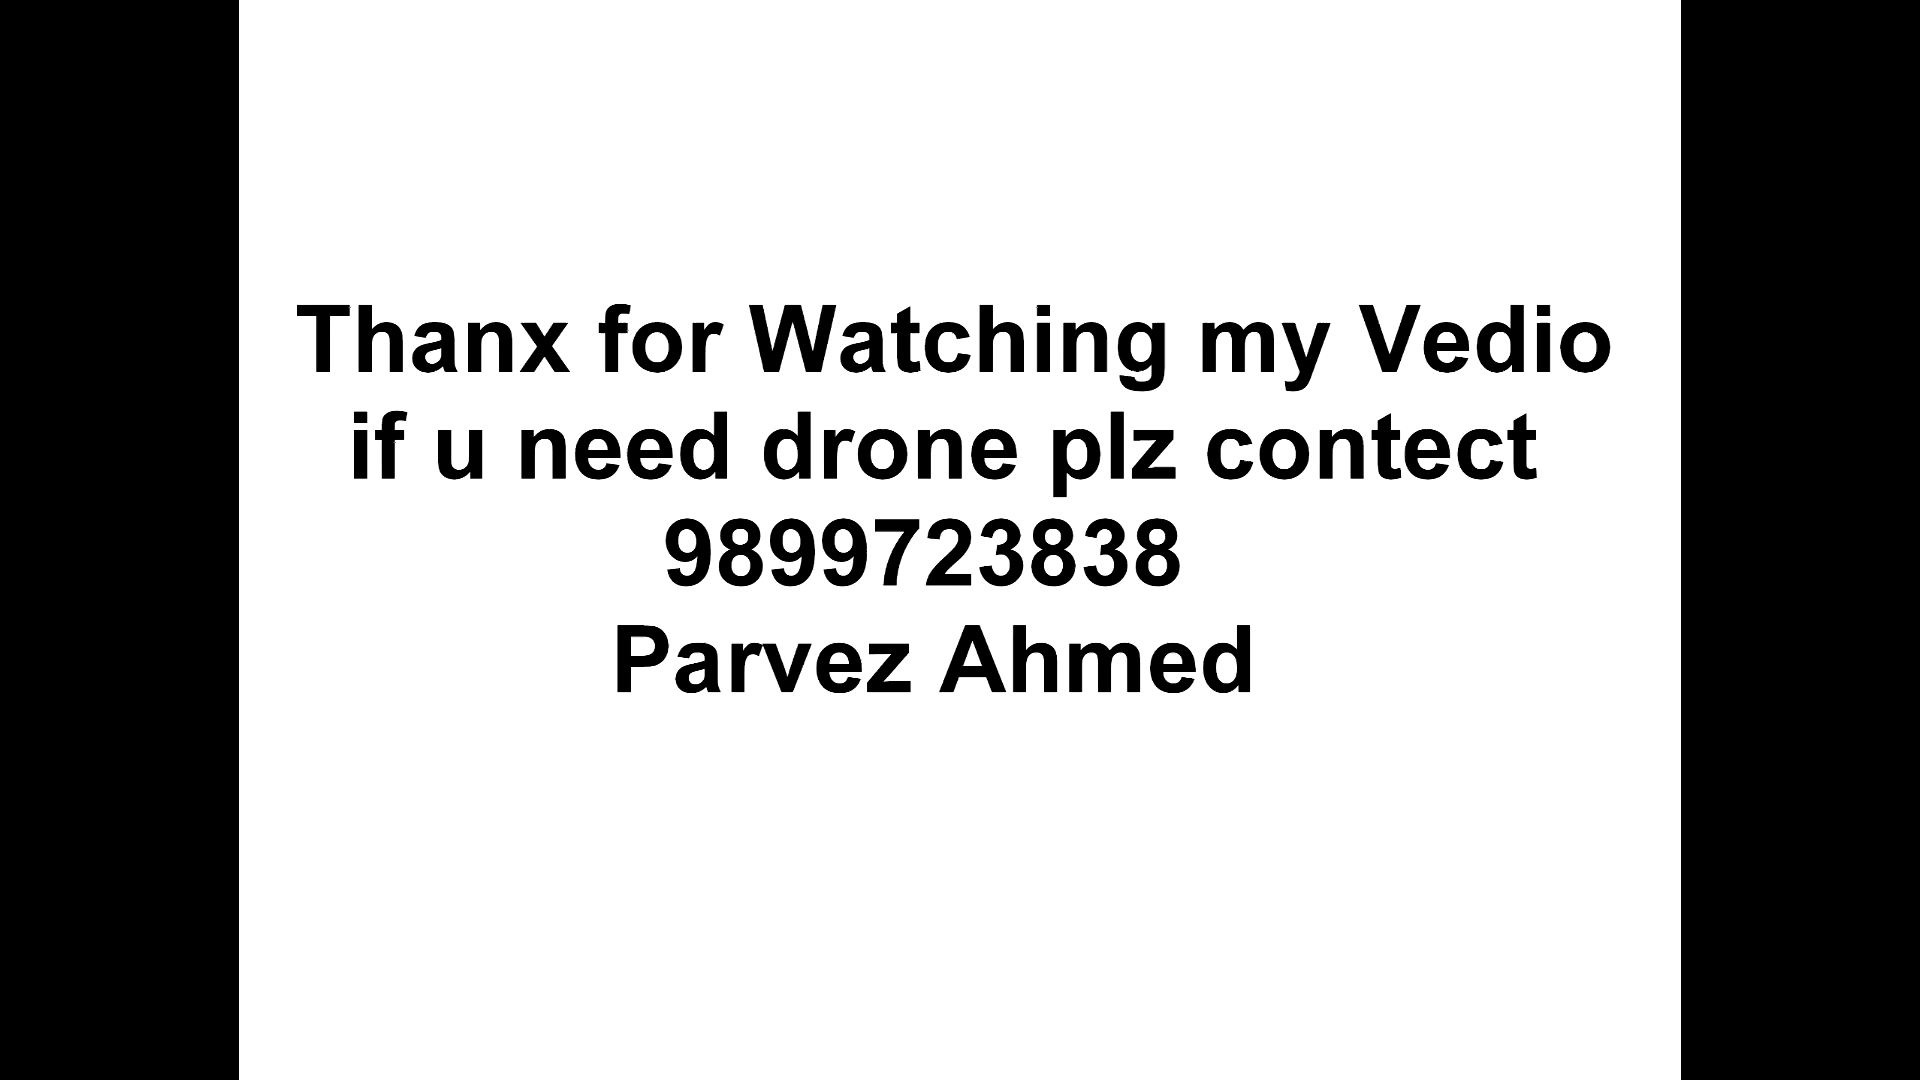 Thanx for Watching my Vedio
if u need drone plz contect
9899723838
Parvez Ahmed